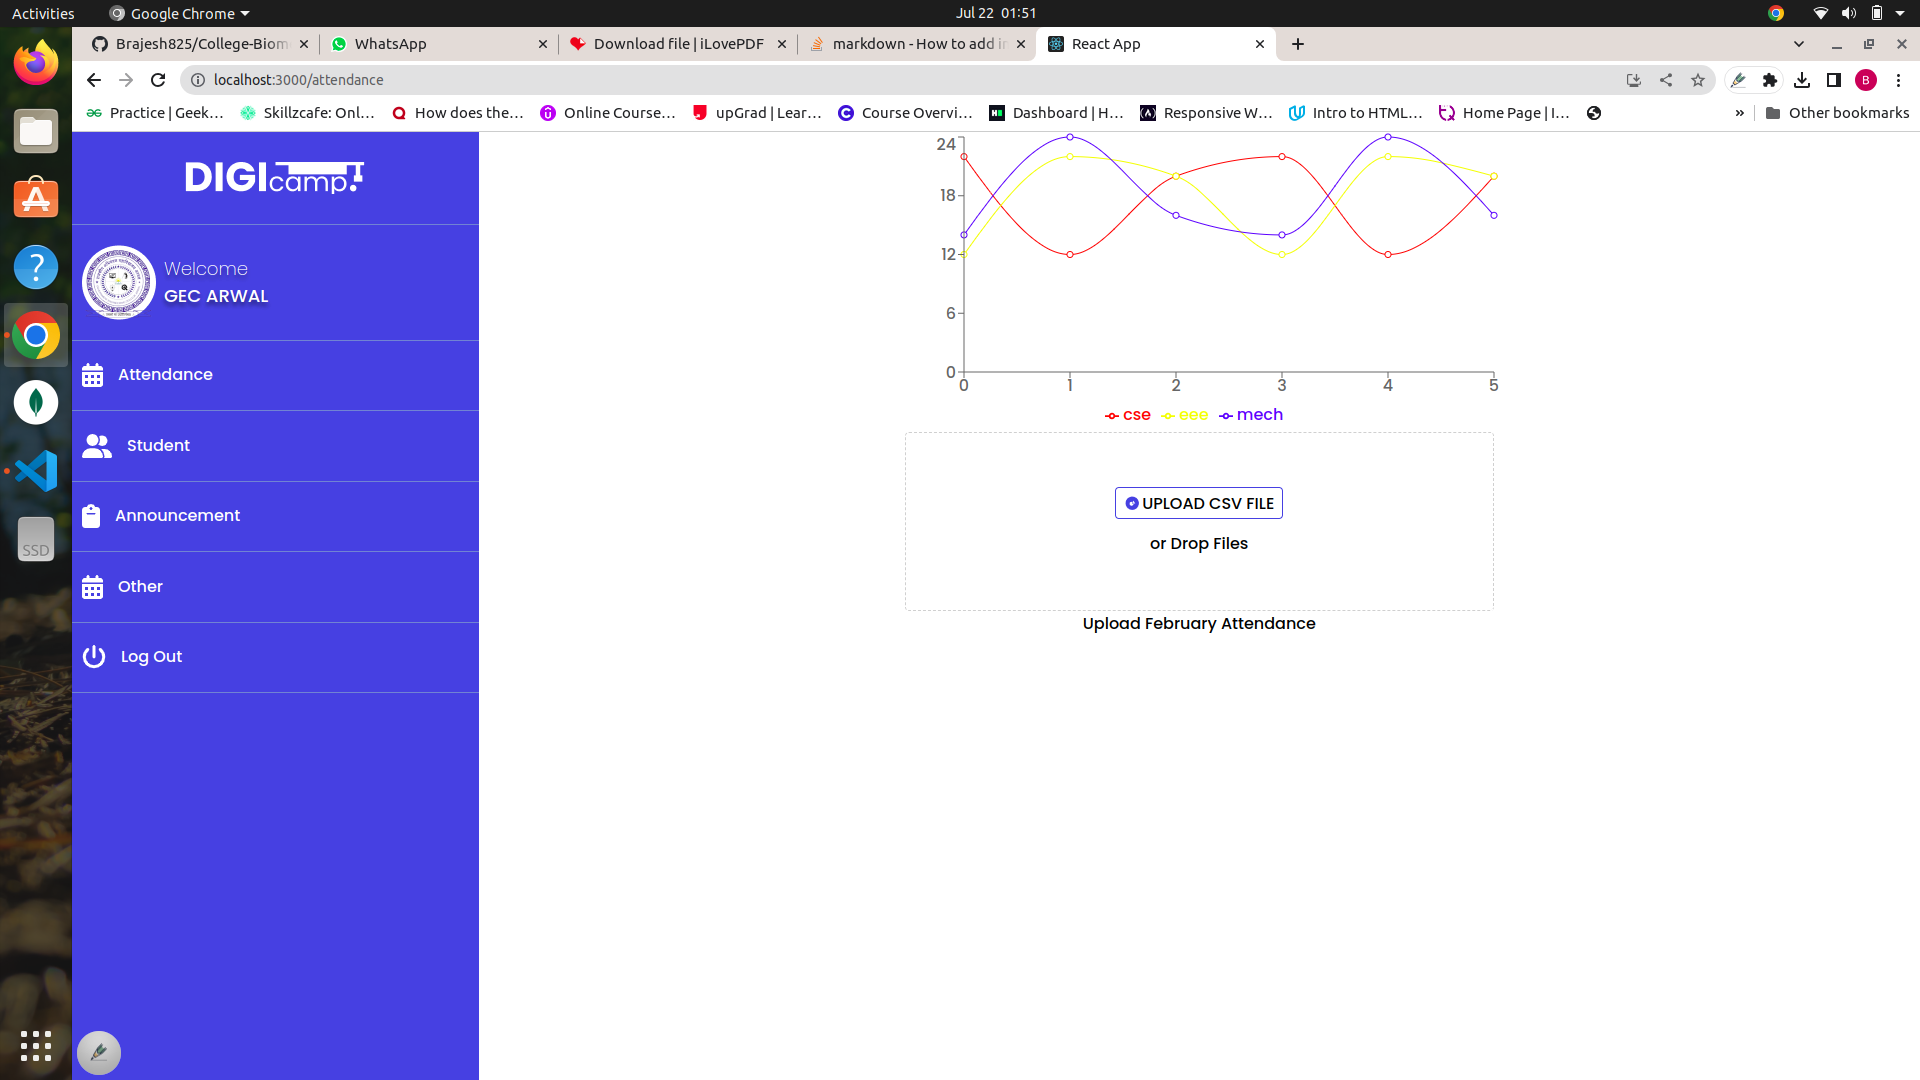 Activities Google Chrome Jul 22 01:51
Brajesh825/College-Biom WhatsApp Download file | iLovePDF markdown - How to add in React App
localhost:3000/attendance B
Practice | Geek... Skillzcafe: Onl... How does the... Online Course... upGrad | Lear... Course Overvi... Dashboard | H... Responsive W... Intro to HTML... Home Page | I... » Other bookmarks
DIGIcamp.
Welcome
GEC ARWAL
Attendance
Student
Announcement
Other
Log Out
SSD
24
18
12
6
0
0 1 2 3 4 5
cse eee mech
UPLOAD CSV FILE
or Drop Files
Upload February Attendance